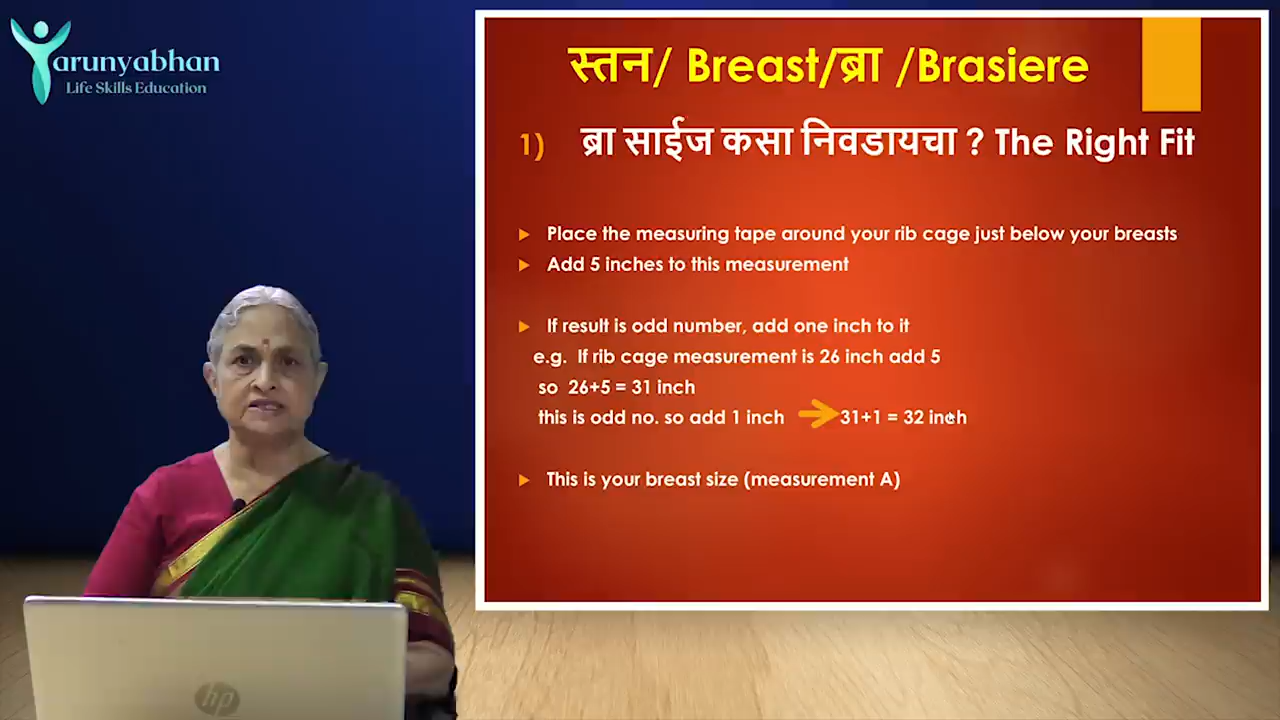 arunyabhan
Life Skills Education
स्तन/ Breast/ब्रा /Brasiere
1) ब्रा साईज कसा निवडायचा ? The Right Fit
Place the measuring tape around your rib cage just below your breasts
Add 5 inches to this measurement
If result is odd number, add one inch to it
e.g. If rib cage measurement is 26 inch add 5
so 26+5 = 31 inch
this is odd no. so add 1 inch 31+1 = 32 inch
This is your breast size (measurement A)
hp